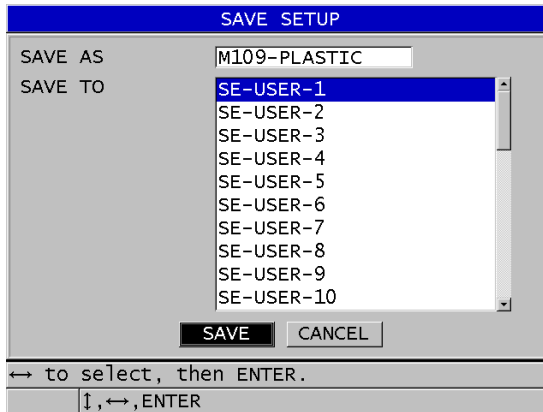 SAVE SETUP
SAVE AS M109-PLASTIC
SAVE TO
SE-USER-1
SE-USER-2
SE-USER-3
SE-USER-4
SE-USER-5
SE-USER-6
SE-USER-7
SE-USER-8
SE-USER-9
SE-USER-10
SAVE CANCEL
↔ to select, then ENTER.
↕,↔,ENTER